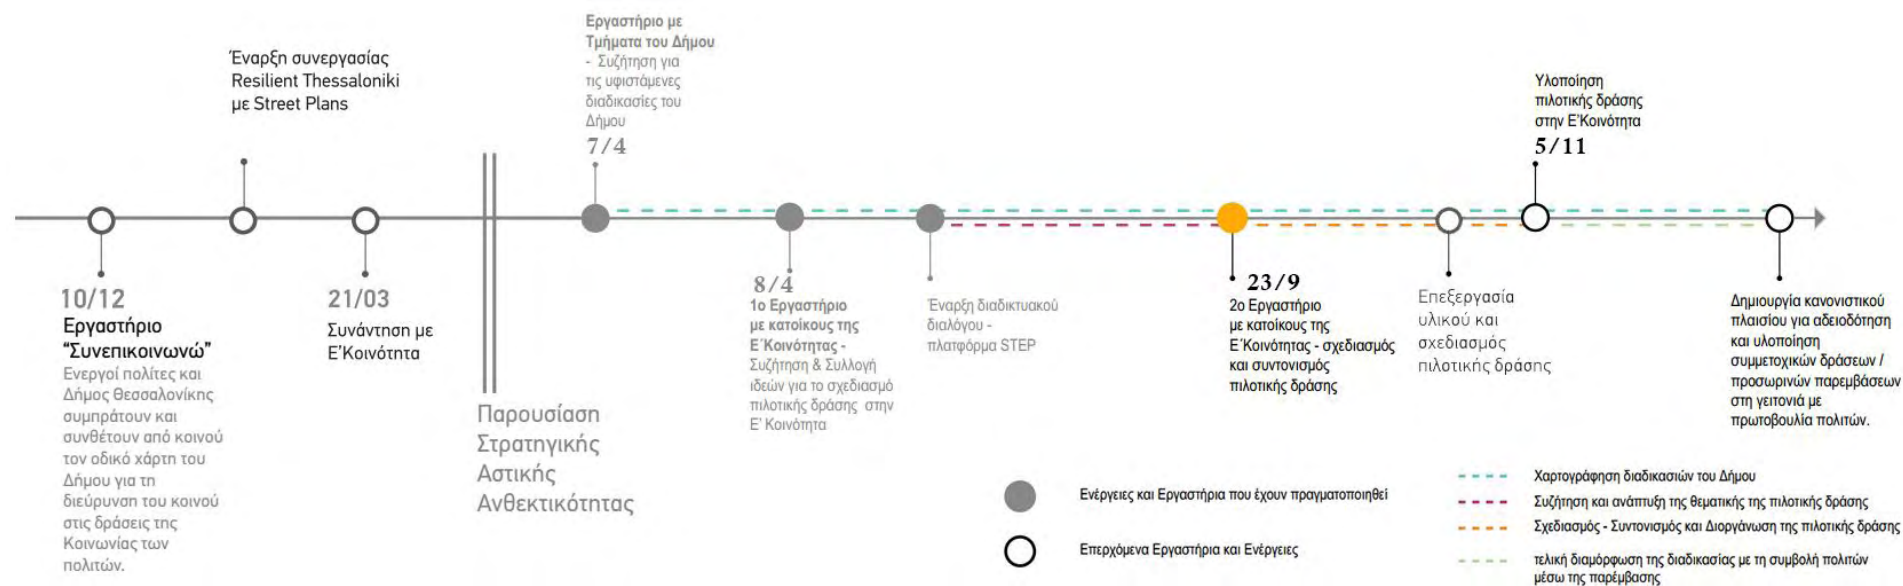 Έναρξη συνεργασίας
Resilient Thessaloniki
με Street Plans
Εργαστήριο με
Τμήματα του Δήμου
- Συζήτηση για
τις υφιστάμενες
διαδικασίες του
Δήμου
7/4
Υλοποίηση
πιλοτικής δράσης
στην Ε'Κοινότητα
5/11
10/12
Εργαστήριο
“Συνεπικοινωνώ”
Ενεργοί πολίτες και
Δήμος Θεσσαλονίκης
συμπράτουν και
συνθέτουν από κοινού
τον οδικό χάρτη του
Δήμου για τη
διεύρυνση του κοινού
στις δράσεις της
Κοινωνίας των
πολιτών.
21/03
Συνάντηση με
Ε'Κοινότητα
Παρουσίαση
Στρατηγικής
Αστικής
Ανθεκτικότητας
8/4
1ο Εργαστήριο
με κατοίκους της
Ε΄Κοινότητας -
Συζήτηση & Συλλογή
ιδεών για το σχεδιασμό
πιλοτικής δράσης στην
Ε' Κοινότητα
Έναρξη διαδικτυακού
διαλόγου -
πλατφόρμα STEP
23/9
2ο Εργαστήριο
με κατοίκους της
Ε΄Κοινότητας - σχεδιασμός
και συντονισμός
πιλοτικής δράσης
Επεξεργασία
υλικού και
σχεδιασμός
πιλοτικής δράσης
Δημιουργία κανονιστικού
πλαισίου για αδειοδότηση
και υλοποίηση
συμμετοχικών δράσεων /
προσωρινών παρεμβάσεων
στη γειτονιά με
πρωτοβουλία πολιτών.
Ενέργειες και Εργαστήρια που έχουν πραγματοποιηθεί
Επερχόμενα Εργαστήρια και Ενέργειες
Χαρτογράφηση διαδικασιών του Δήμου
Συζήτηση και ανάπτυξη της θεματικής της πιλοτικής δράσης
Σχεδιασμός - Συντονισμός και Διοργάνωση της πιλοτικής δράσης
τελική διαμόρφωση της διαδικασίας με τη συμβολή πολιτών
μέσω της παρέμβασης